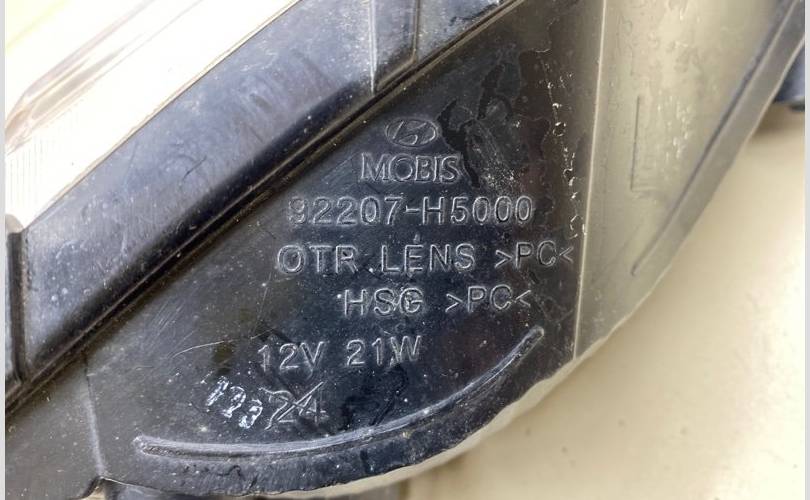 MOBIS
92207-H5000
OTR LENS >PC<
HSG >PC<
12V 21W